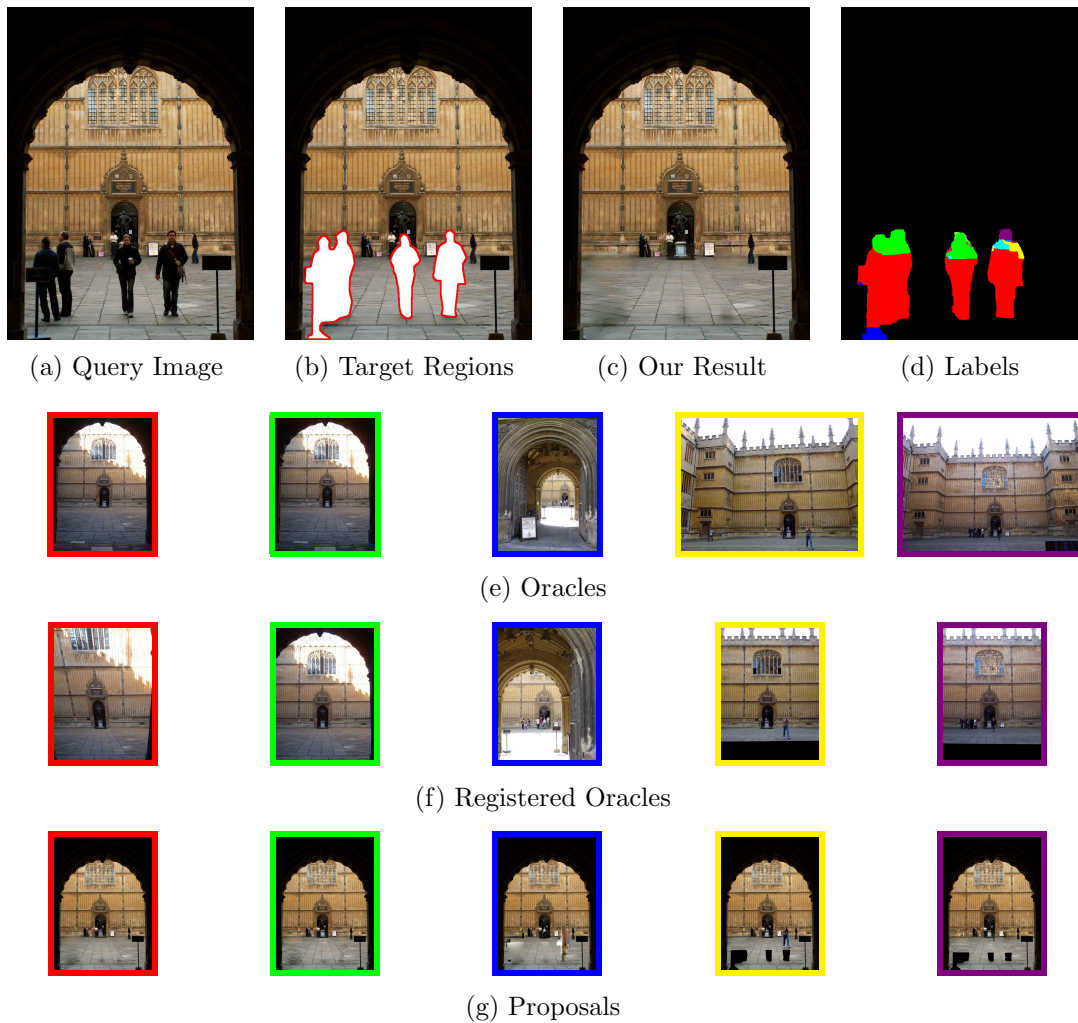 (a) Query Image
(b) Target Regions
(c) Our Result
(d) Labels
(e) Oracles
(f) Registered Oracles
(g) Proposals